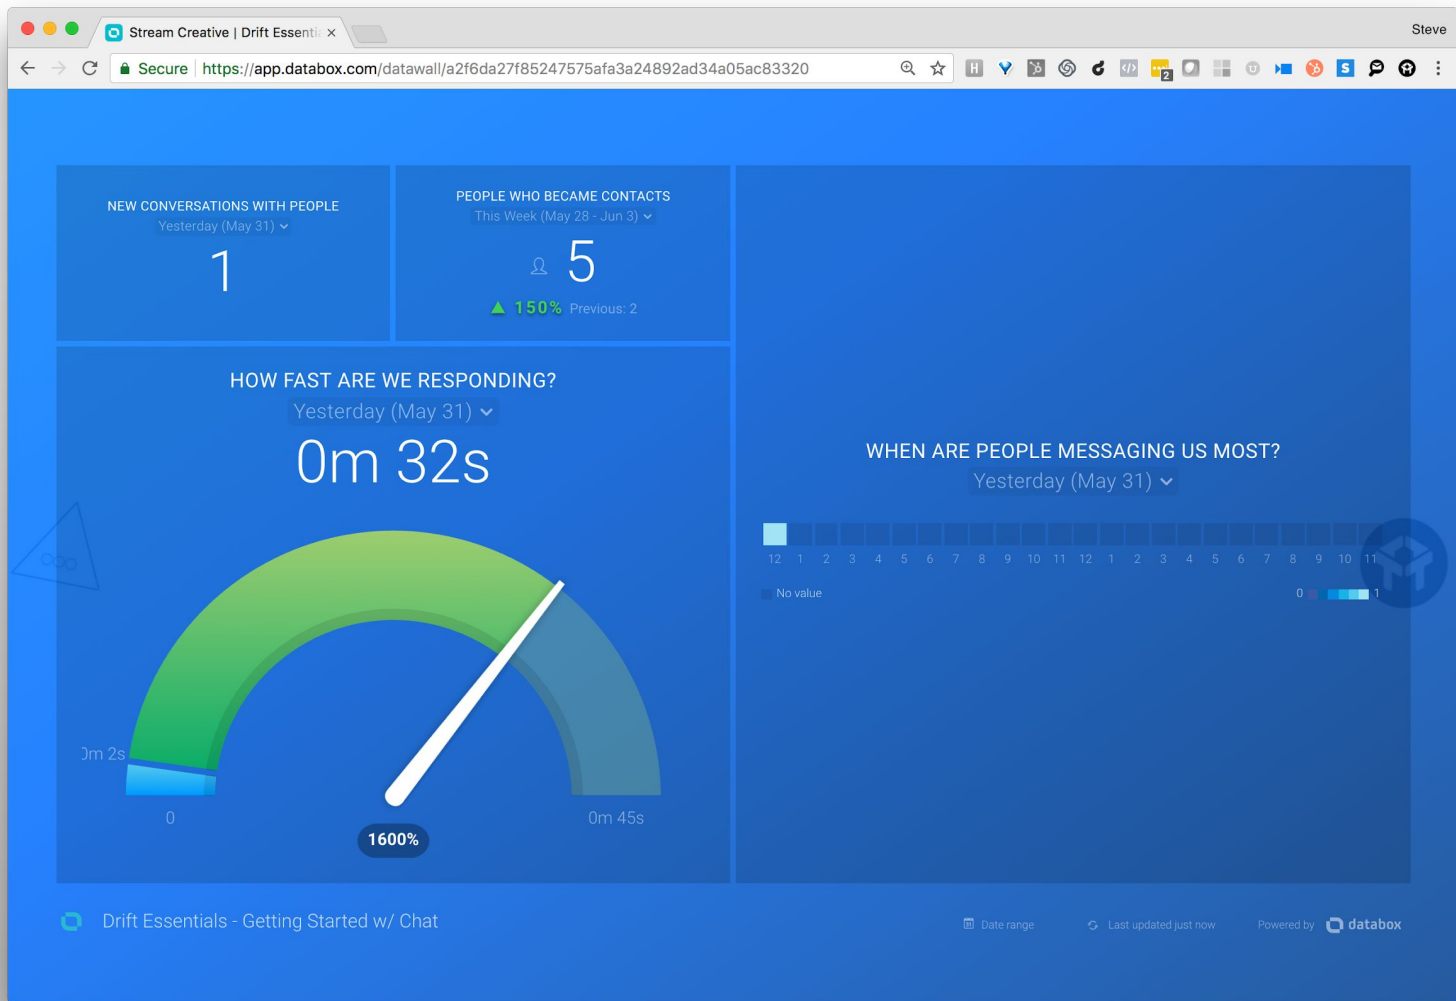 Stream Creative | Drift Essentia
Steve
Secure
https://app.databox.com/datawall/a2f6da27f85247575afa3a24892ad34a05ac83320
2
NEW CONVERSATIONS WITH PEOPLE
Yesterday (May 31)
1
PEOPLE WHO BECAME CONTACTS
This Week (May 28 - Jun 3)
5
150% Previous: 2
HOW FAST ARE WE RESPONDING?
Yesterday (May 31)
0m 32s
0m 2s
0
0m 45s
1600%
WHEN ARE PEOPLE MESSAGING US MOST?
Yesterday (May 31)
12 1 2 3 4 5 6 7 8 9 10 11 12 1 2 3 4 5 6 7 8 9 10 11
No value
0 1
Drift Essentials - Getting Started w/ Chat
Date range
Last updated just now
Powered by databox